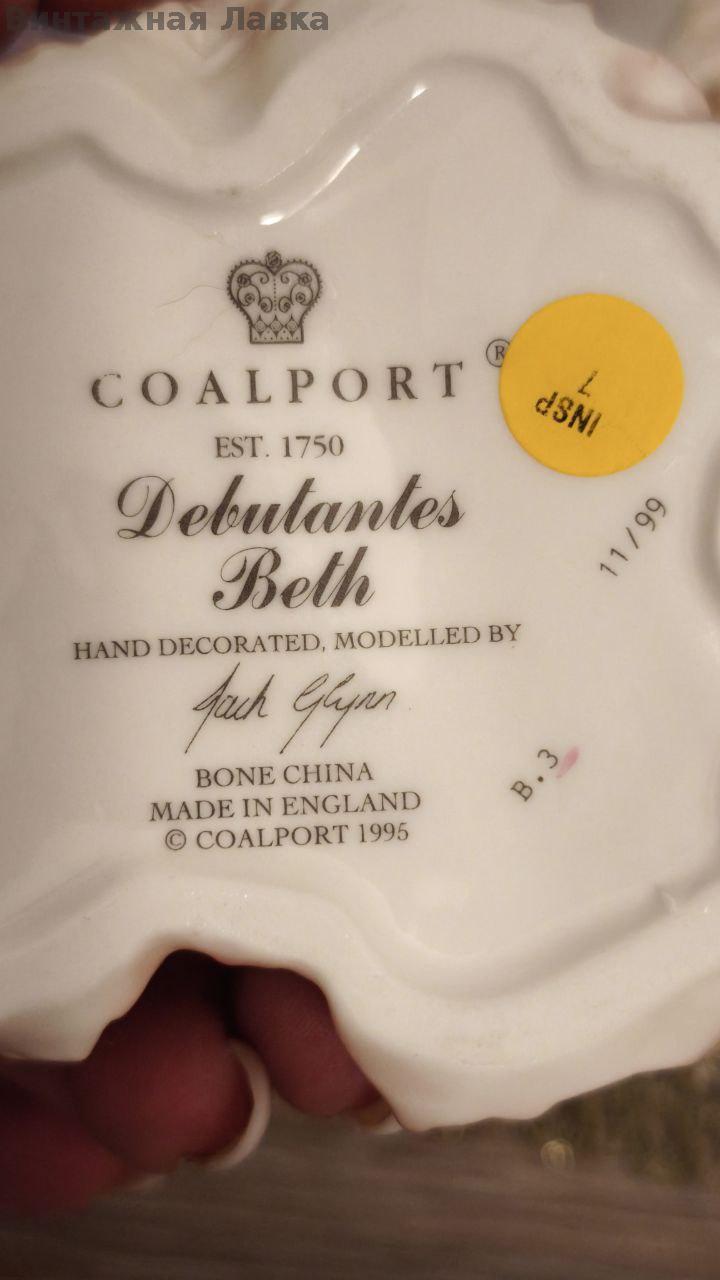 Винтажная Лавка
COALPORT ®
EST. 1750
Debutantes
Beth
HAND DECORATED, MODELLED BY
Jack Glynn
BONE CHINA
MADE IN ENGLAND
© COALPORT 1995
INSP
7
11/99
B.3